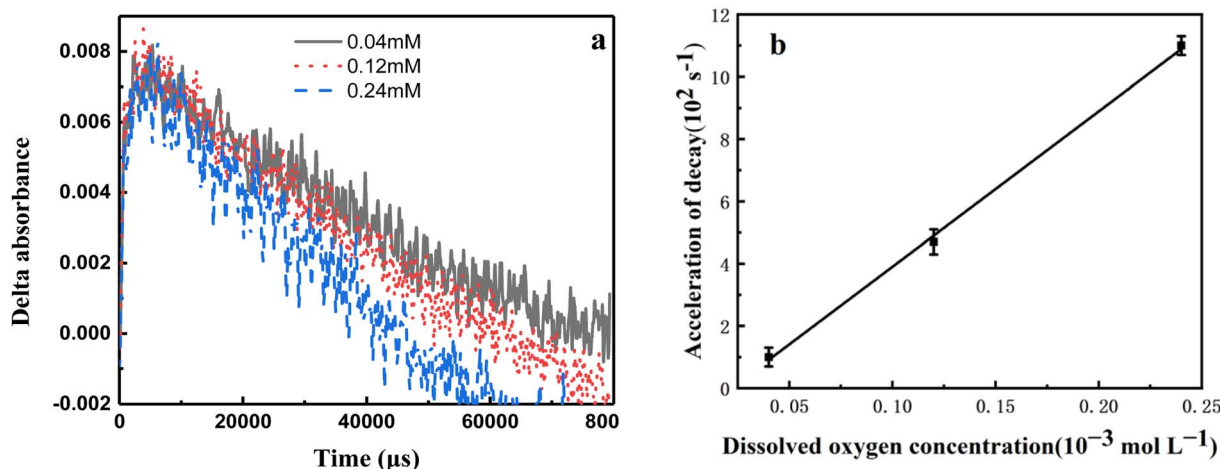 a
0.04mM
0.12mM
0.24mM
Delta absorbance
0.008
0.006
0.004
0.002
0.000
-0.002
0
20000
40000
60000
800
Time (μs)
b
Acceleration of decay(10² s⁻¹)
12
10
8
6
4
2
0
0.05
0.10
0.15
0.20
0.25
Dissolved oxygen concentration(10⁻³ mol L⁻¹)